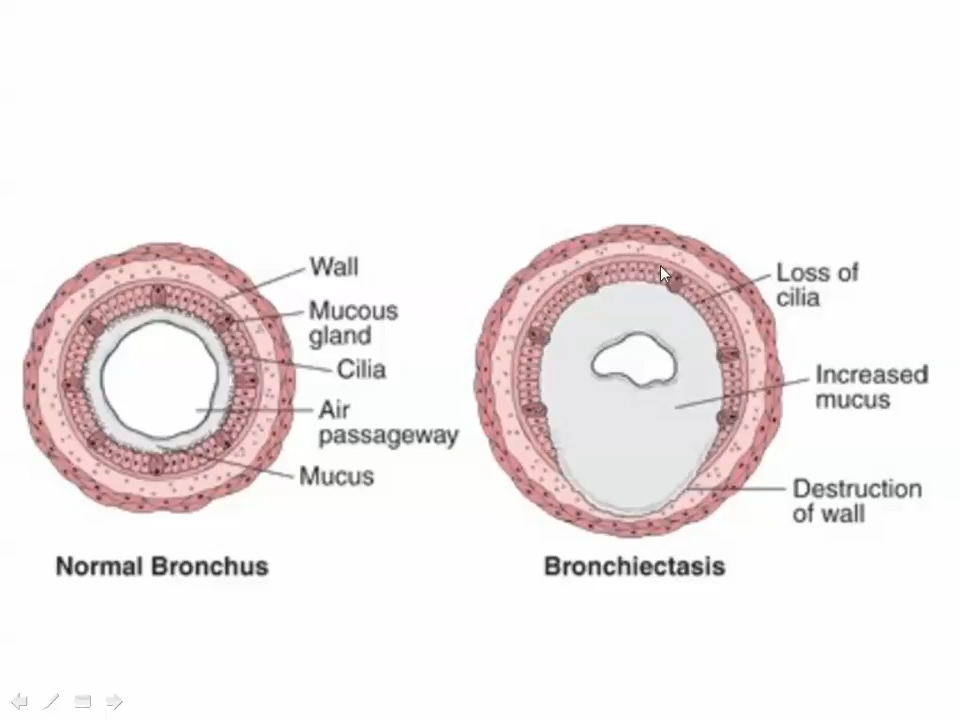 Wall
Mucous
gland
Cilia
Air
passageway
Mucus
Normal Bronchus
Loss of
cilia
Increased
mucus
Destruction
of wall
Bronchiectasis